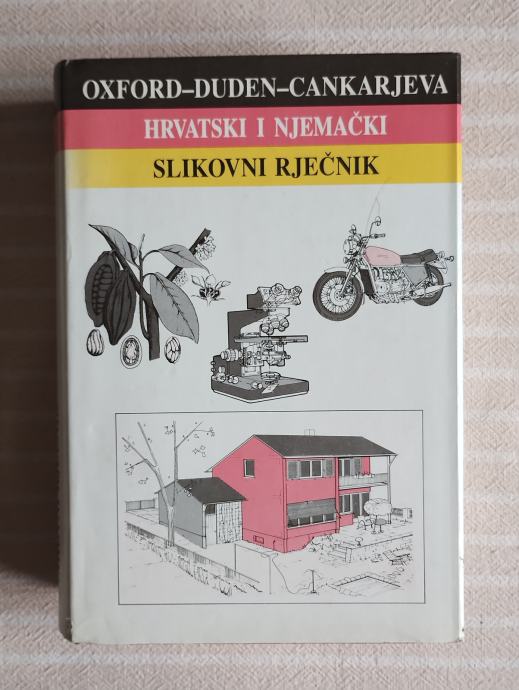 OXFORD–DUDEN–CANKARJEVA
HRVATSKI I NJEMAČKI
SLIKOVNI RJEČNIK